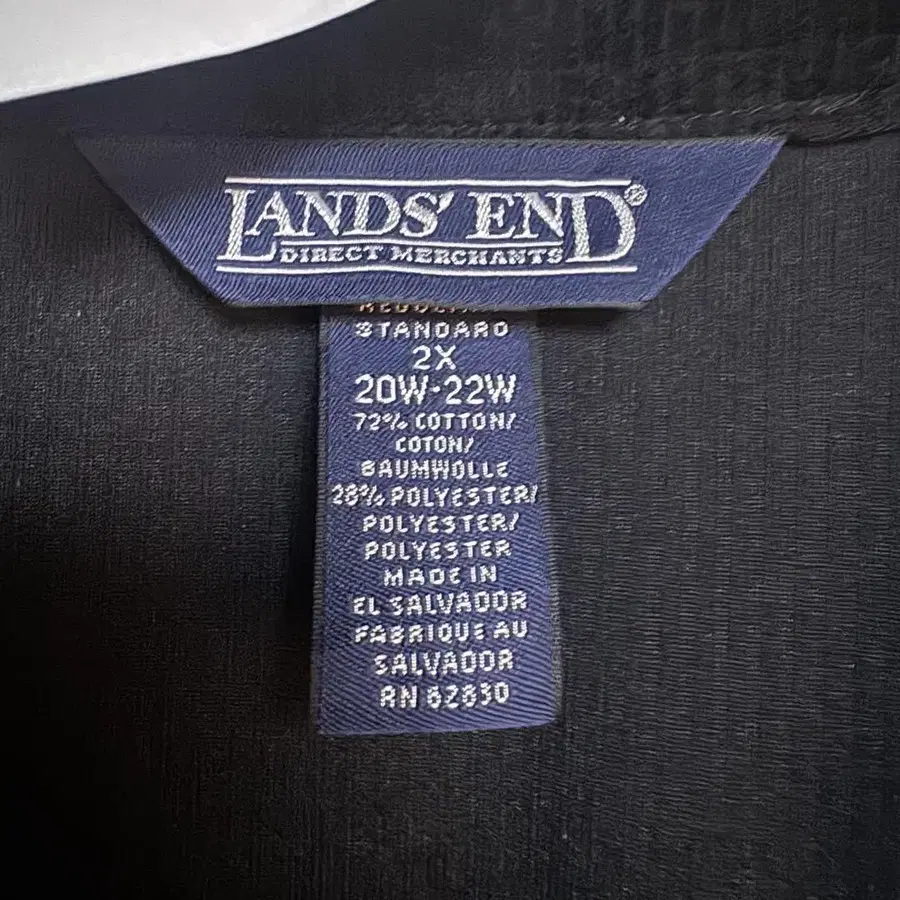 LANDS' END®
DIRECT MERCHANTS
STANDARD
2X
20W-22W
72% COTTON/
COTON/
BAUMWOLLE
28% POLYESTER/
POLYESTER/
POLYESTER
MADE IN
EL SALVADOR
FABRIQUE AU
SALVADOR
RN 62830